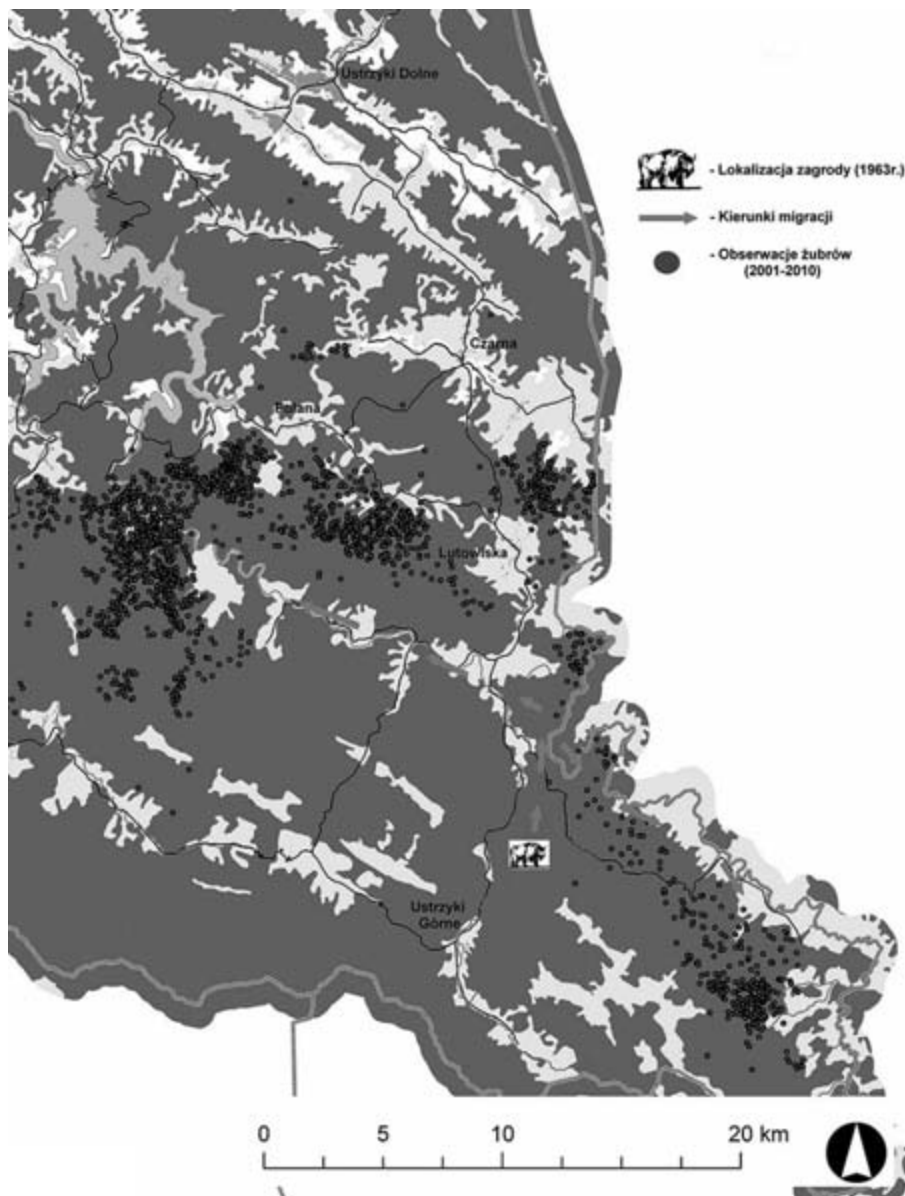 Ustrzyki Dolne
- Lokalizacja zagrody (1963r.)
- Kierunki migracji
- Obserwacje żubrów
(2001-2010)
Czarna
Polana
Lutowiska
Ustrzyki
Górne
0 5 10 20 km